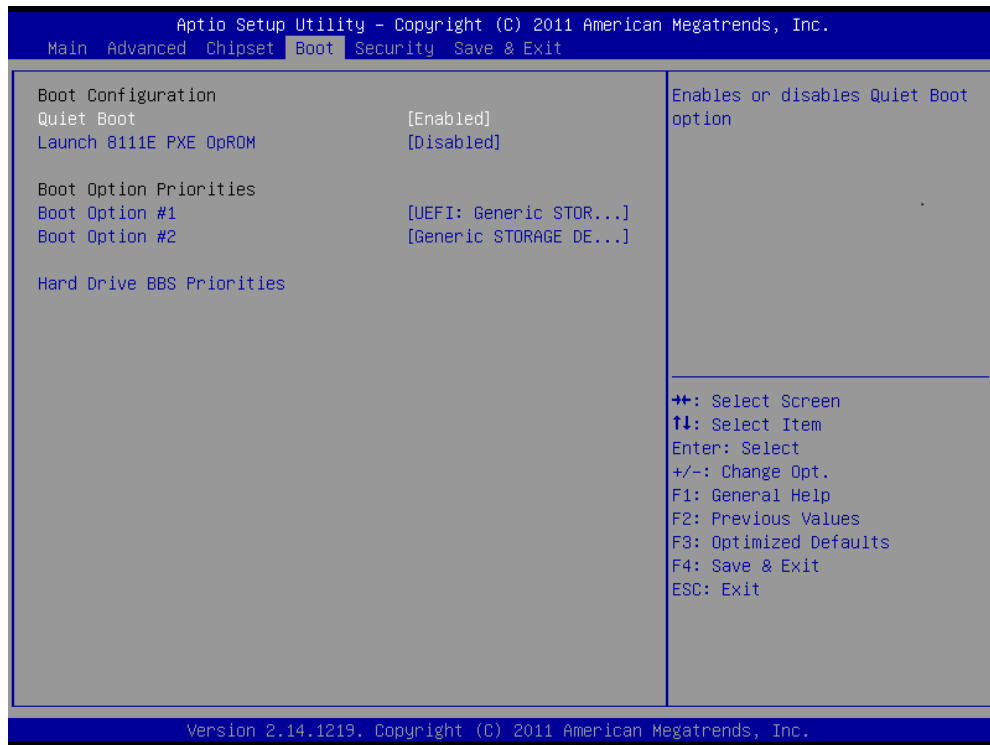 Aptio Setup Utility – Copyright (C) 2011 American Megatrends, Inc.
Main Advanced Chipset Boot Security Save & Exit
Boot Configuration
Quiet Boot [Enabled]
Launch 8111E PXE OpROM [Disabled]
Boot Option Priorities
Boot Option #1 [UEFI: Generic STOR...]
Boot Option #2 [Generic STORAGE DE...]
Hard Drive BBS Priorities
Enables or disables Quiet Boot
option
→←: Select Screen
↑↓: Select Item
Enter: Select
+/-: Change Opt.
F1: General Help
F2: Previous Values
F3: Optimized Defaults
F4: Save & Exit
ESC: Exit
Version 2.14.1219. Copyright (C) 2011 American Megatrends, Inc.